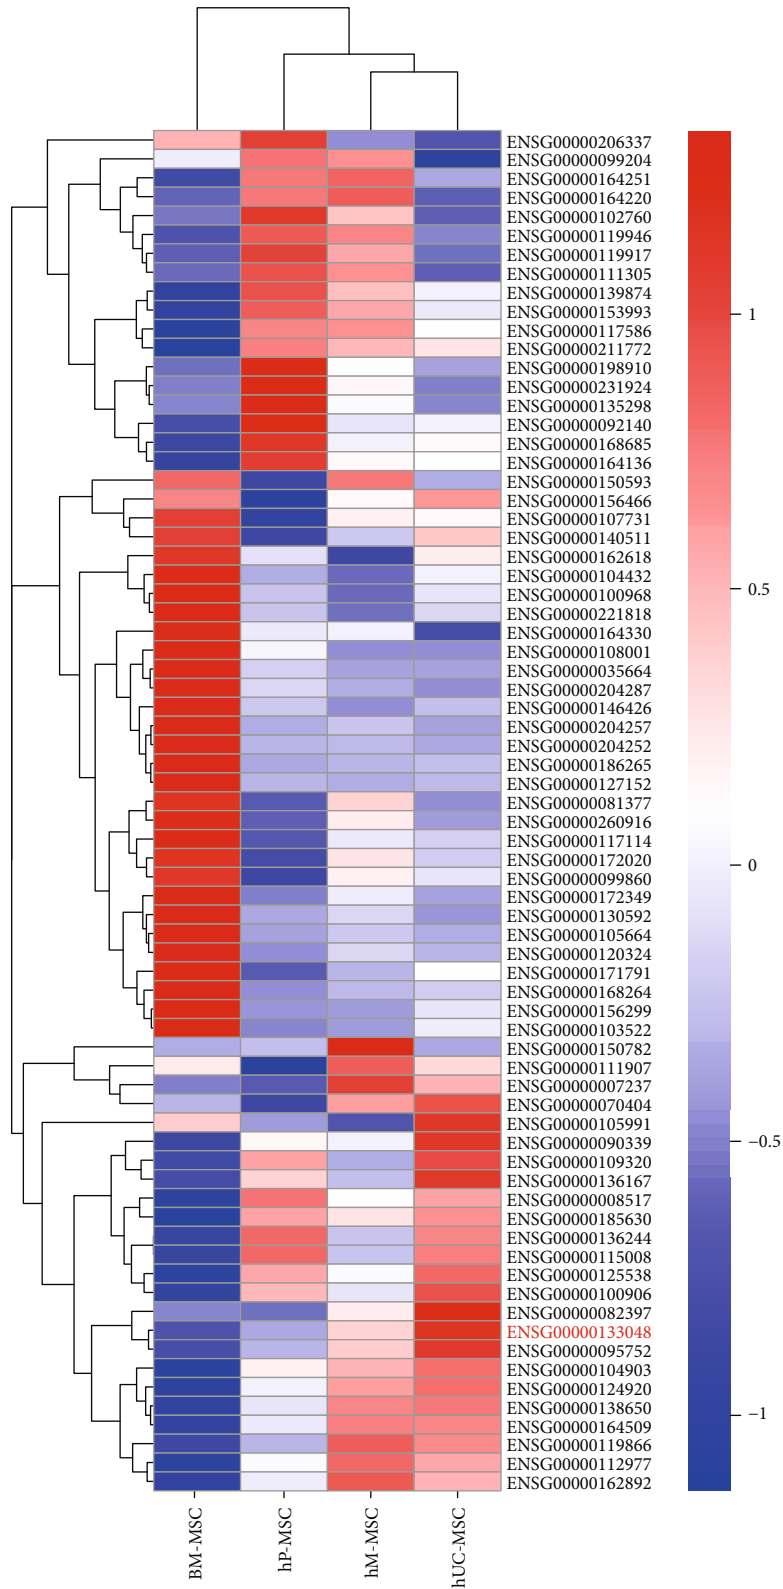 ENSG00000206337
ENSG00000099204
ENSG00000164251
ENSG00000164220
ENSG00000102760
ENSG00000119946
ENSG00000119917
ENSG00000111305
ENSG00000139874
ENSG00000153993
ENSG00000117586
ENSG00000211772
ENSG00000198910
ENSG00000231924
ENSG00000135298
ENSG00000092140
ENSG00000168685
ENSG00000164136
ENSG00000150593
ENSG00000156466
ENSG00000107731
ENSG00000140511
ENSG00000162618
ENSG00000104432
ENSG00000100968
ENSG00000221818
ENSG00000164330
ENSG00000108001
ENSG00000035664
ENSG00000204287
ENSG00000146426
ENSG00000204257
ENSG00000204252
ENSG00000186265
ENSG00000127152
ENSG00000081377
ENSG00000260916
ENSG00000117114
ENSG00000172020
ENSG00000099860
ENSG00000172349
ENSG00000130592
ENSG00000105664
ENSG00000120324
ENSG00000171791
ENSG00000168264
ENSG00000156299
ENSG00000103522
ENSG00000150782
ENSG00000111907
ENSG00000007237
ENSG00000070404
ENSG00000105991
ENSG00000090339
ENSG00000109320
ENSG00000136167
ENSG00000008517
ENSG00000185630
ENSG00000136244
ENSG00000115008
ENSG00000125538
ENSG00000100906
ENSG00000082397
ENSG00000133048
ENSG00000095752
ENSG00000104903
ENSG00000124920
ENSG00000138650
ENSG00000164509
ENSG00000119866
ENSG00000112977
ENSG00000162892
1
0.5
0
−0.5
−1
BM-MSC
hP-MSC
hM-MSC
hUC-MSC